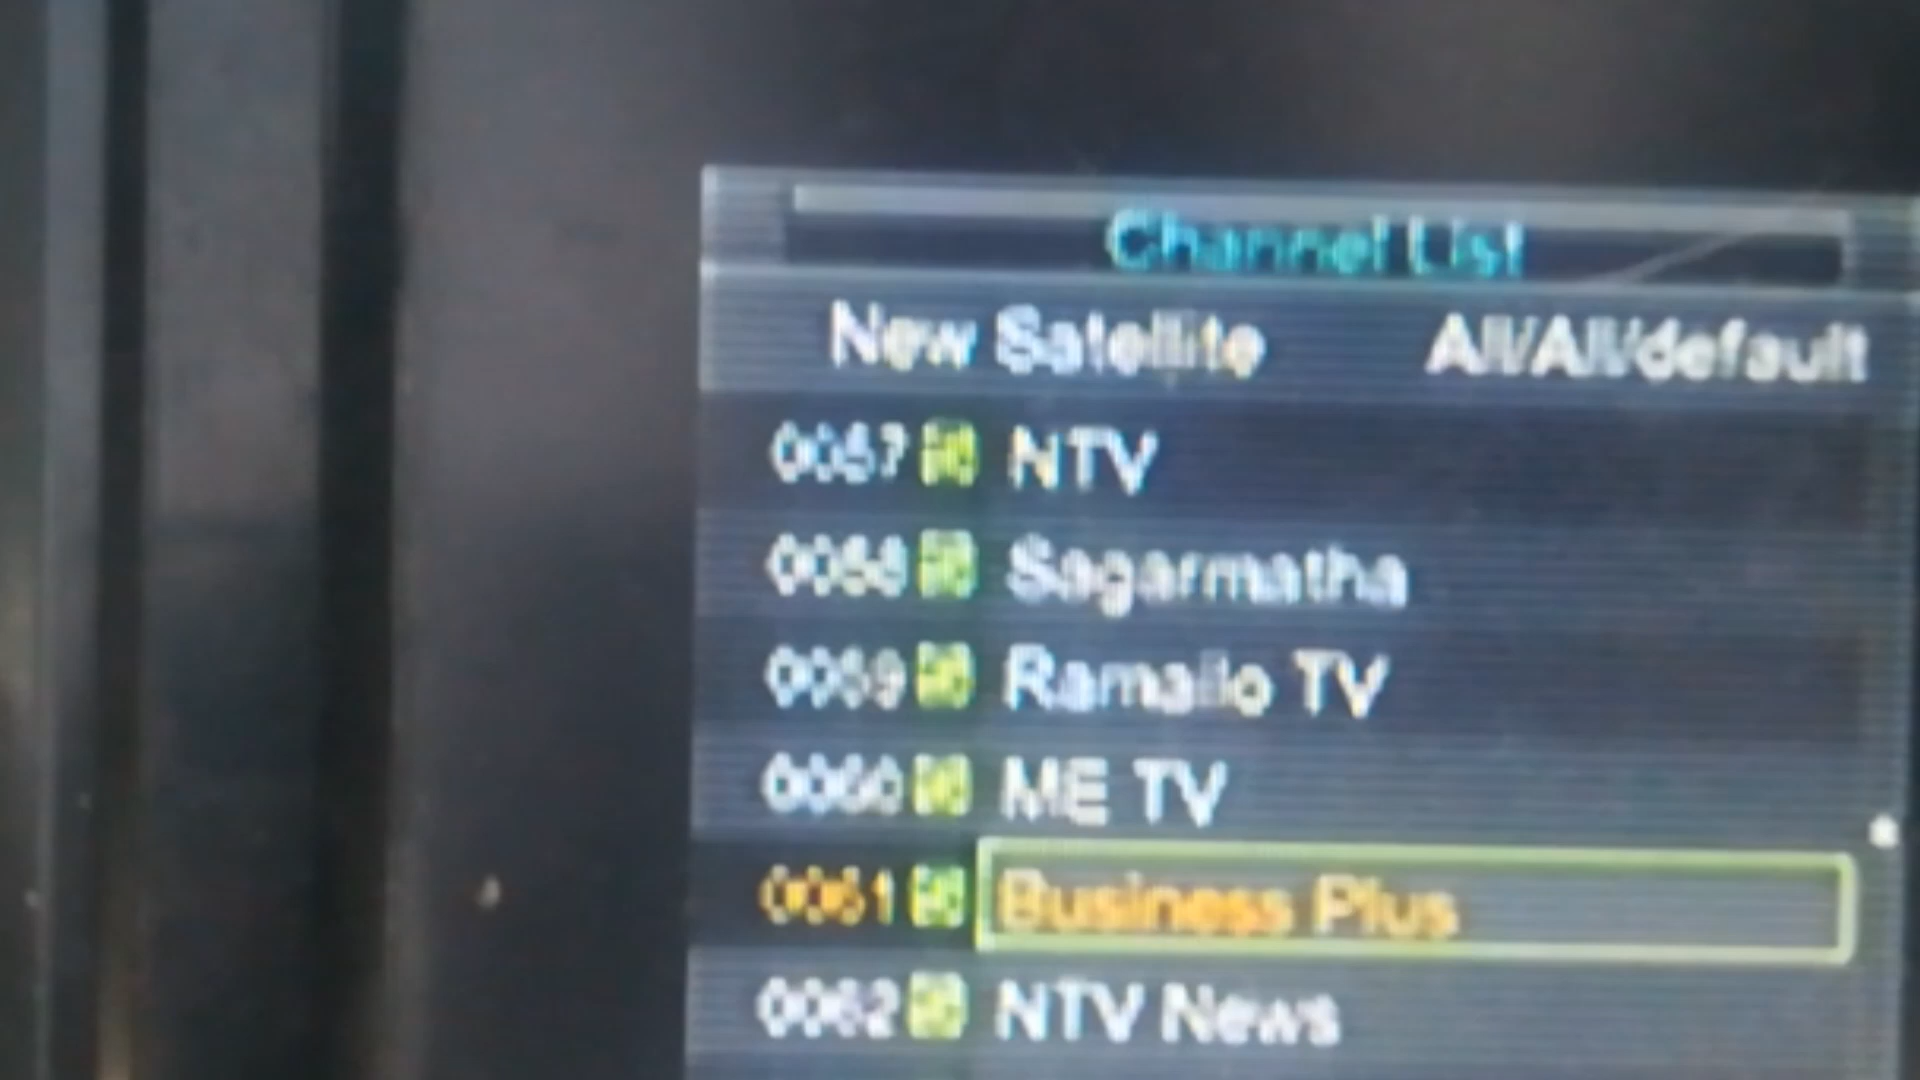 Channel List
New Satellite All/All/default
0057 NTV
0058 Sagarmatha
0059 Ramailo TV
0060 ME TV
0061 Business Plus
0062 NTV News